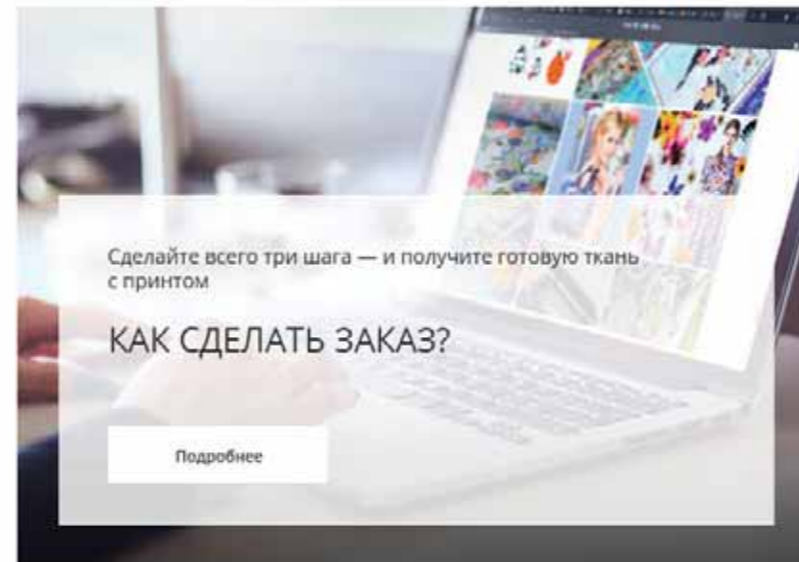 Сделайте всего три шага — и получите готовую ткань
с принтом
КАК СДЕЛАТЬ ЗАКАЗ?
Подробнее